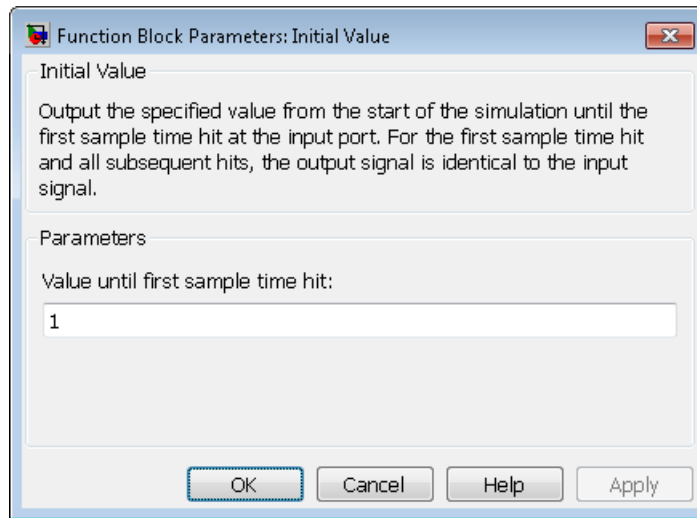 Function Block Parameters: Initial Value
Initial Value
Output the specified value from the start of the simulation until the
first sample time hit at the input port. For the first sample time hit
and all subsequent hits, the output signal is identical to the input
signal.
Parameters
Value until first sample time hit:
1
OK Cancel Help Apply